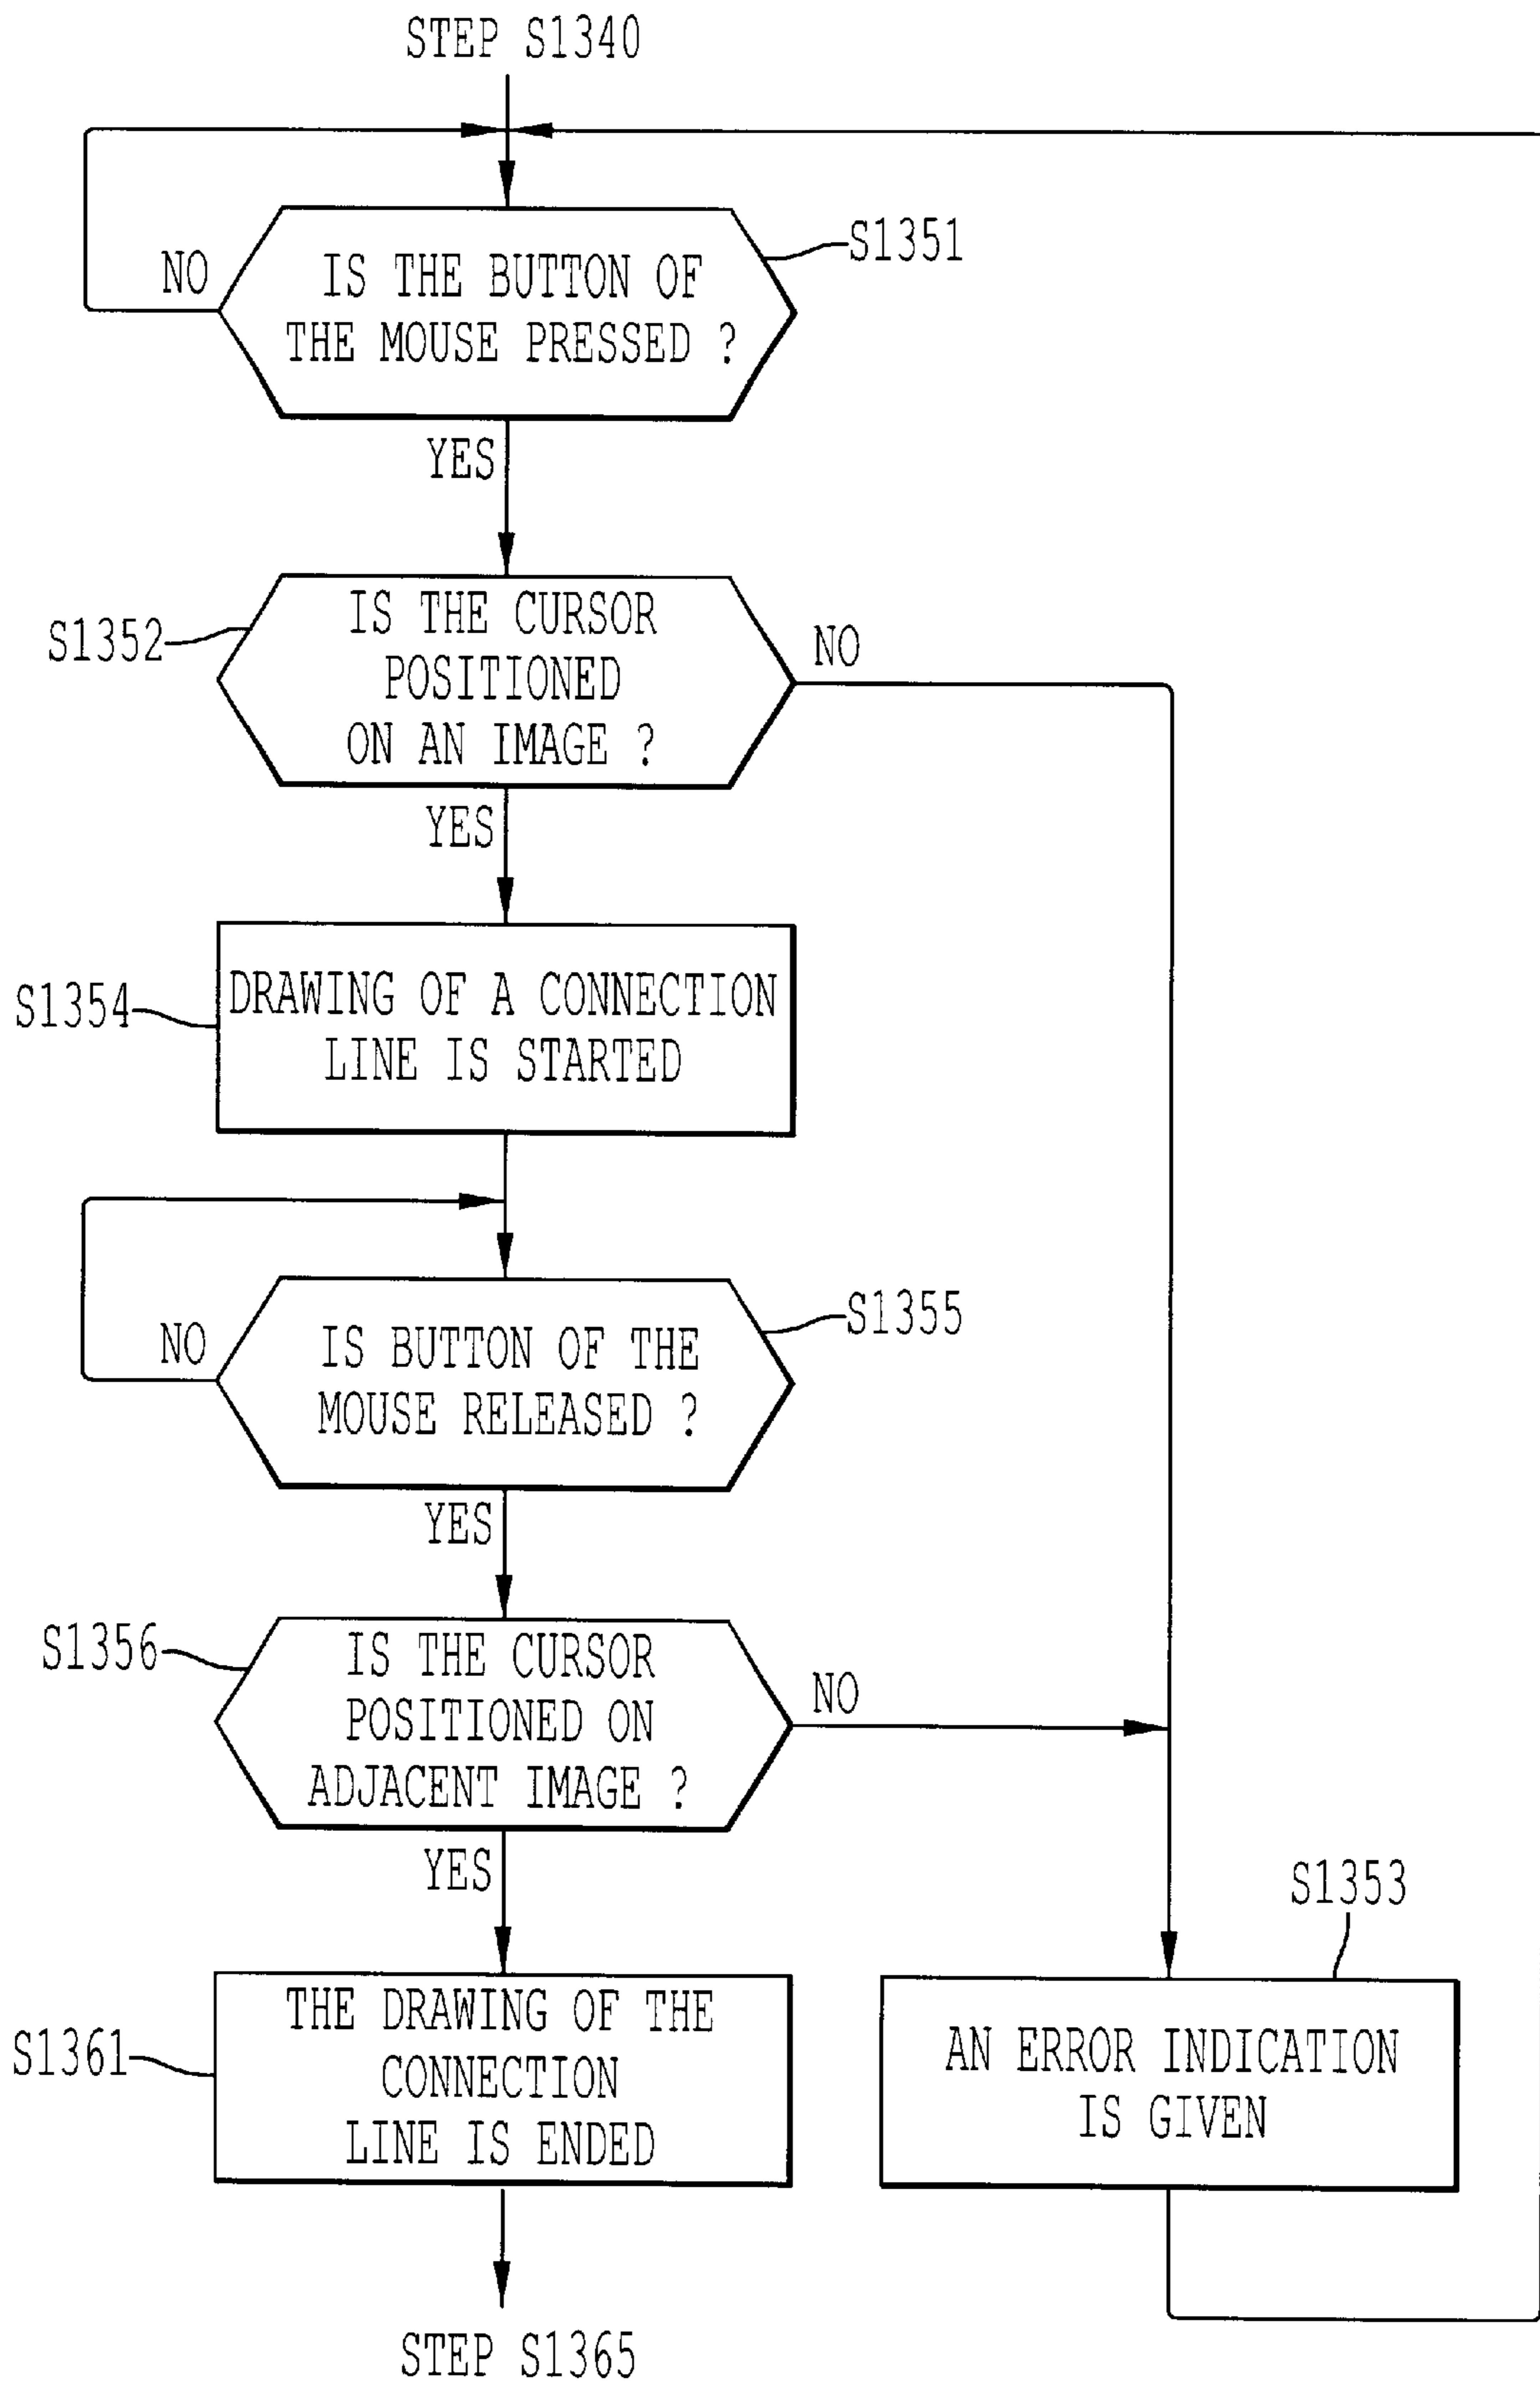 STEP S1340
S1351
NO
IS THE BUTTON OF
THE MOUSE PRESSED ?
YES
S1352
IS THE CURSOR
POSITIONED
ON AN IMAGE ?
NO
YES
S1354
DRAWING OF A CONNECTION
LINE IS STARTED
S1355
NO
IS BUTTON OF THE
MOUSE RELEASED ?
YES
S1356
IS THE CURSOR
POSITIONED ON
ADJACENT IMAGE ?
NO
YES
S1353
S1361
THE DRAWING OF THE
CONNECTION
LINE IS ENDED
AN ERROR INDICATION
IS GIVEN
STEP S1365